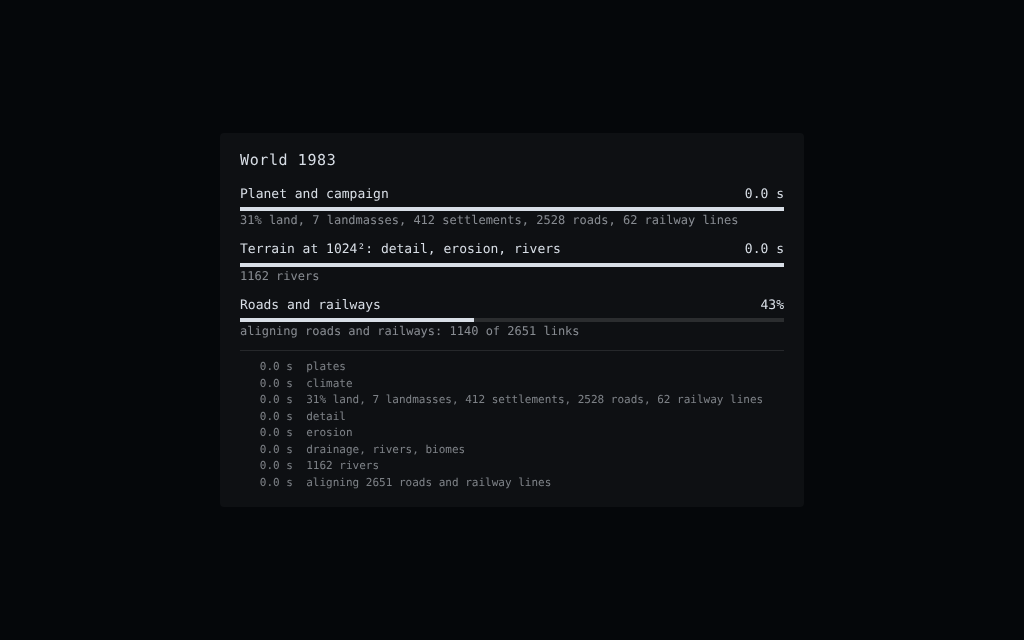 World 1983
Planet and campaign 0.0 s
31% land, 7 landmasses, 412 settlements, 2528 roads, 62 railway lines
Terrain at 1024²: detail, erosion, rivers 0.0 s
1162 rivers
Roads and railways 43%
aligning roads and railways: 1140 of 2651 links
0.0 s plates
0.0 s climate
0.0 s 31% land, 7 landmasses, 412 settlements, 2528 roads, 62 railway lines
0.0 s detail
0.0 s erosion
0.0 s drainage, rivers, biomes
0.0 s 1162 rivers
0.0 s aligning 2651 roads and railway lines